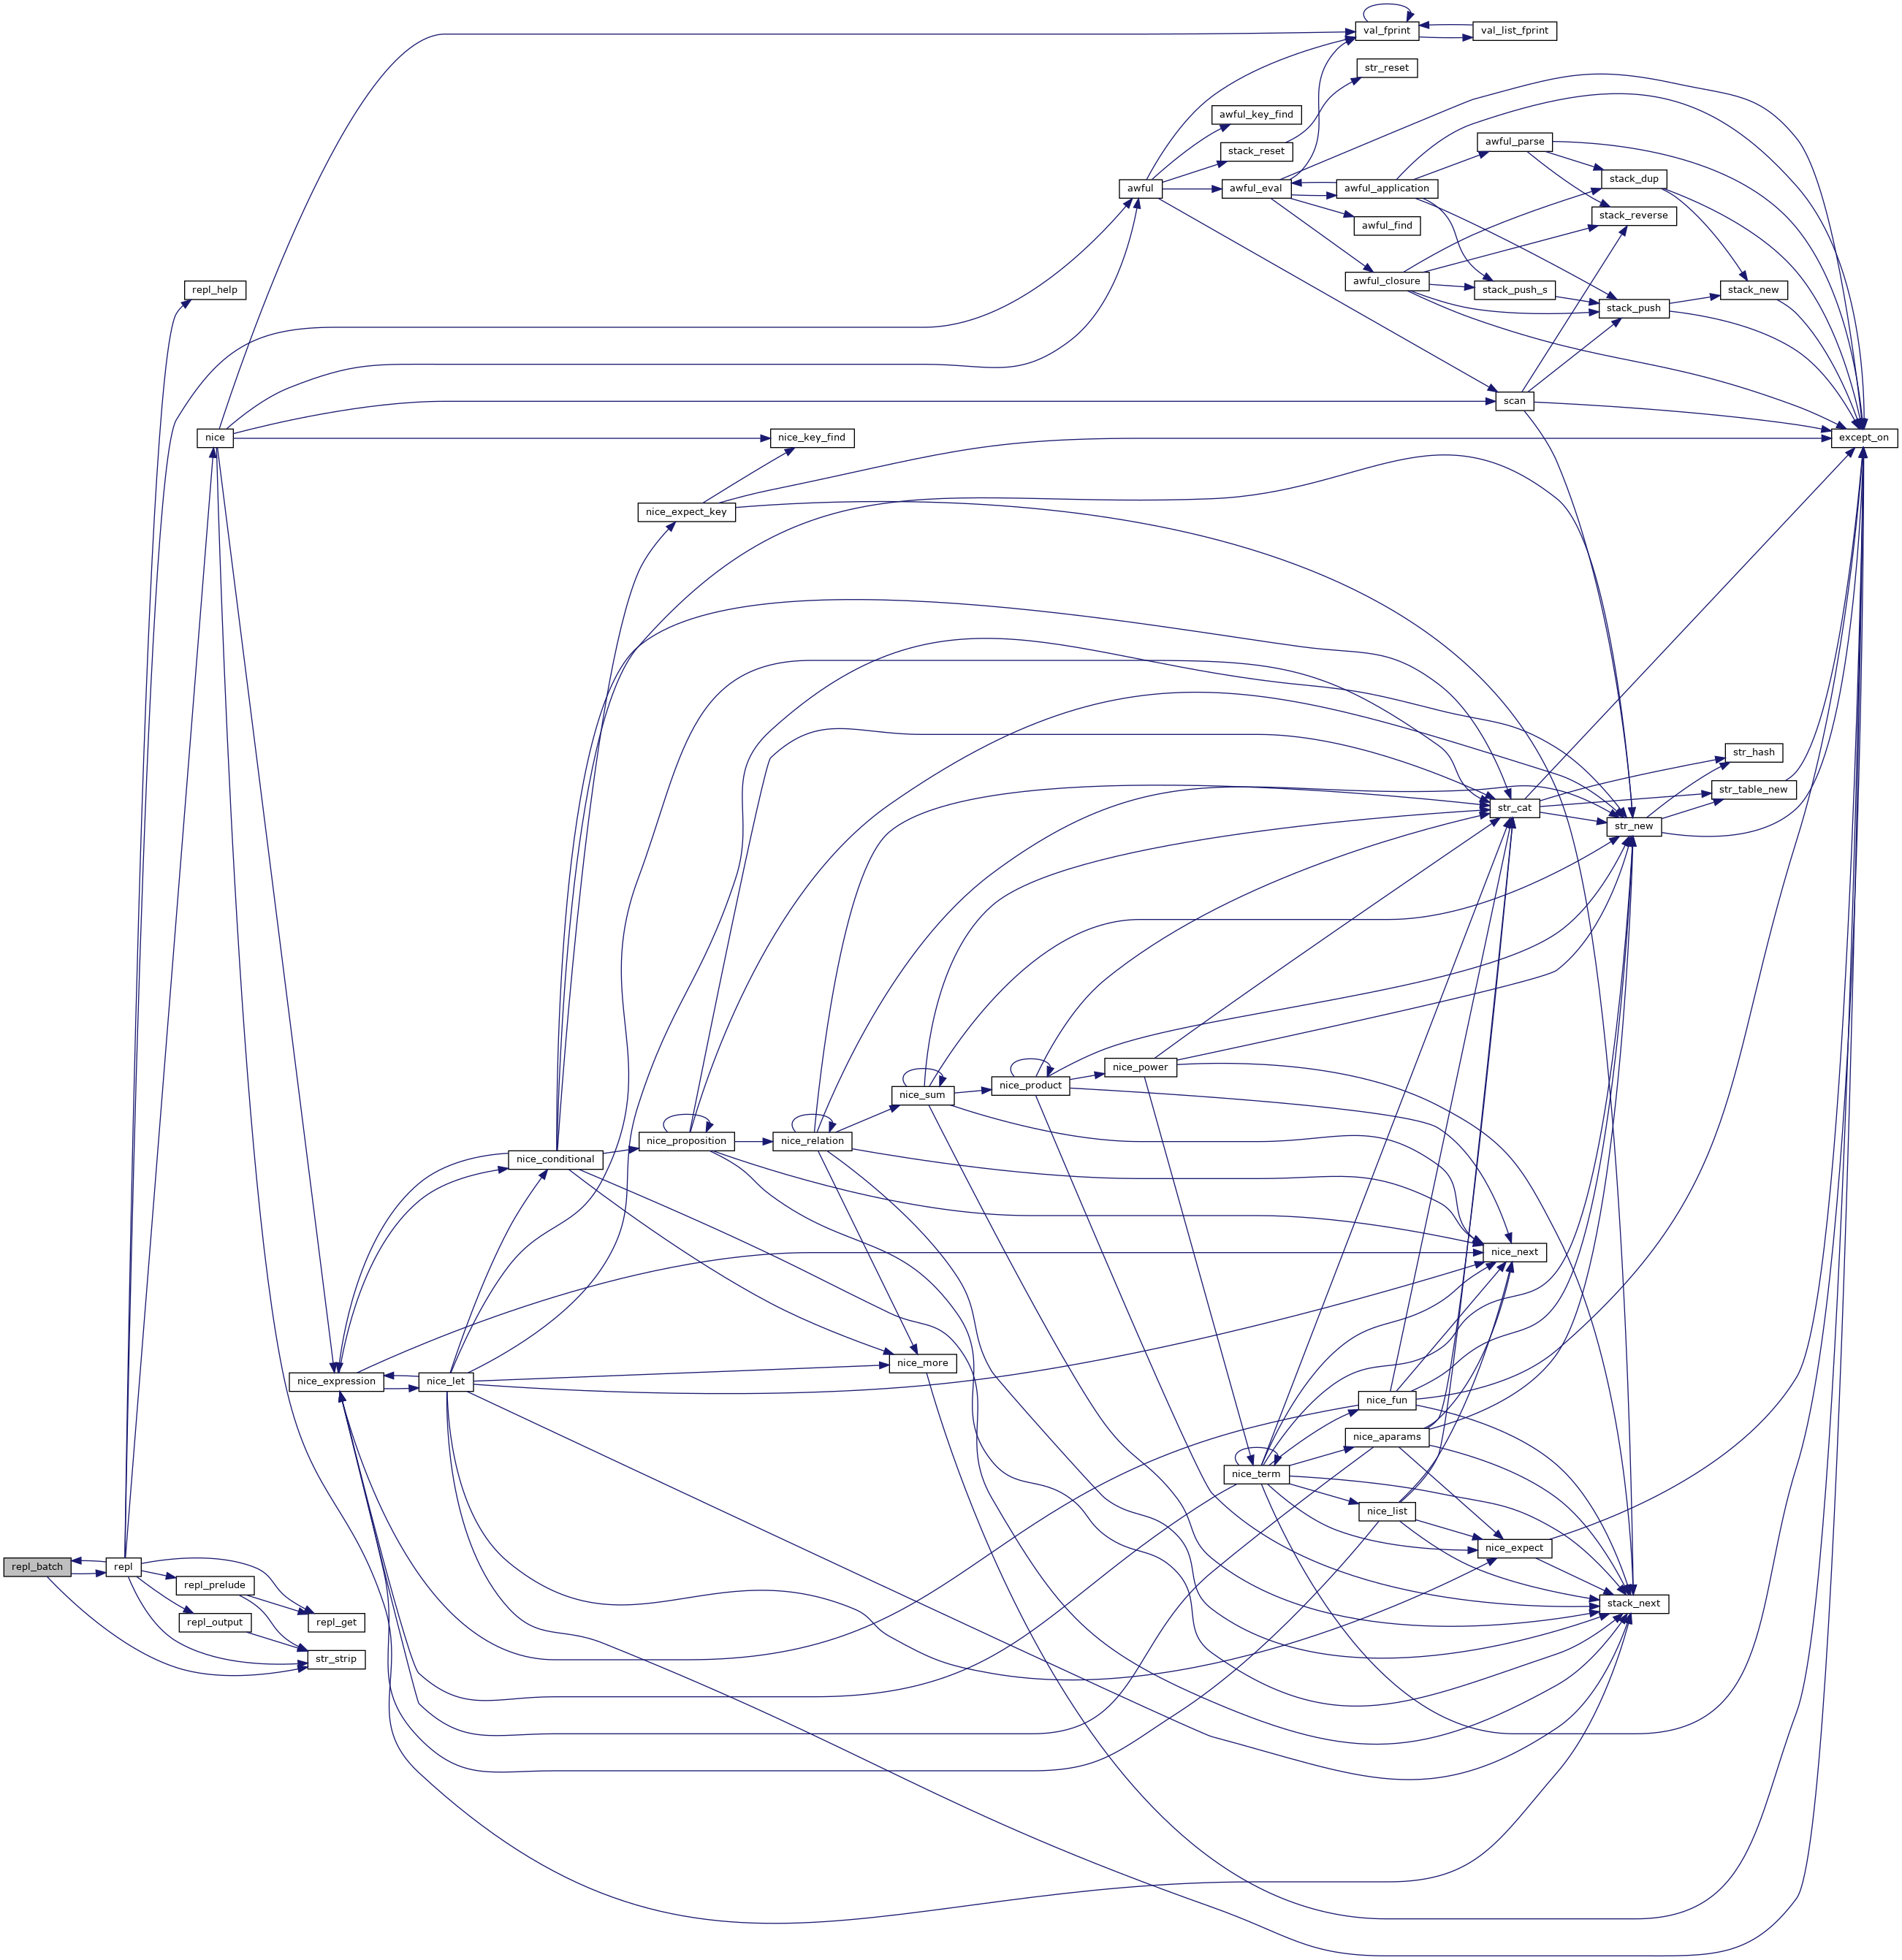 val_fprint
val_list_fprint
str_reset
awful_key_find
awful_parse
stack_reset
stack_dup
awful
awful_eval
awful_application
stack_reverse
awful_find
awful_closure
repl_help
stack_push_s
stack_new
stack_push
scan
nice
nice_key_find
except_on
nice_expect_key
str_hash
str_table_new
str_cat
str_new
nice_power
nice_product
nice_sum
nice_proposition
nice_relation
nice_conditional
nice_next
nice_more
nice_expression
nice_let
nice_fun
nice_aparams
nice_term
nice_list
nice_expect
repl_batch
repl
repl_prelude
stack_next
repl_output
repl_get
str_strip